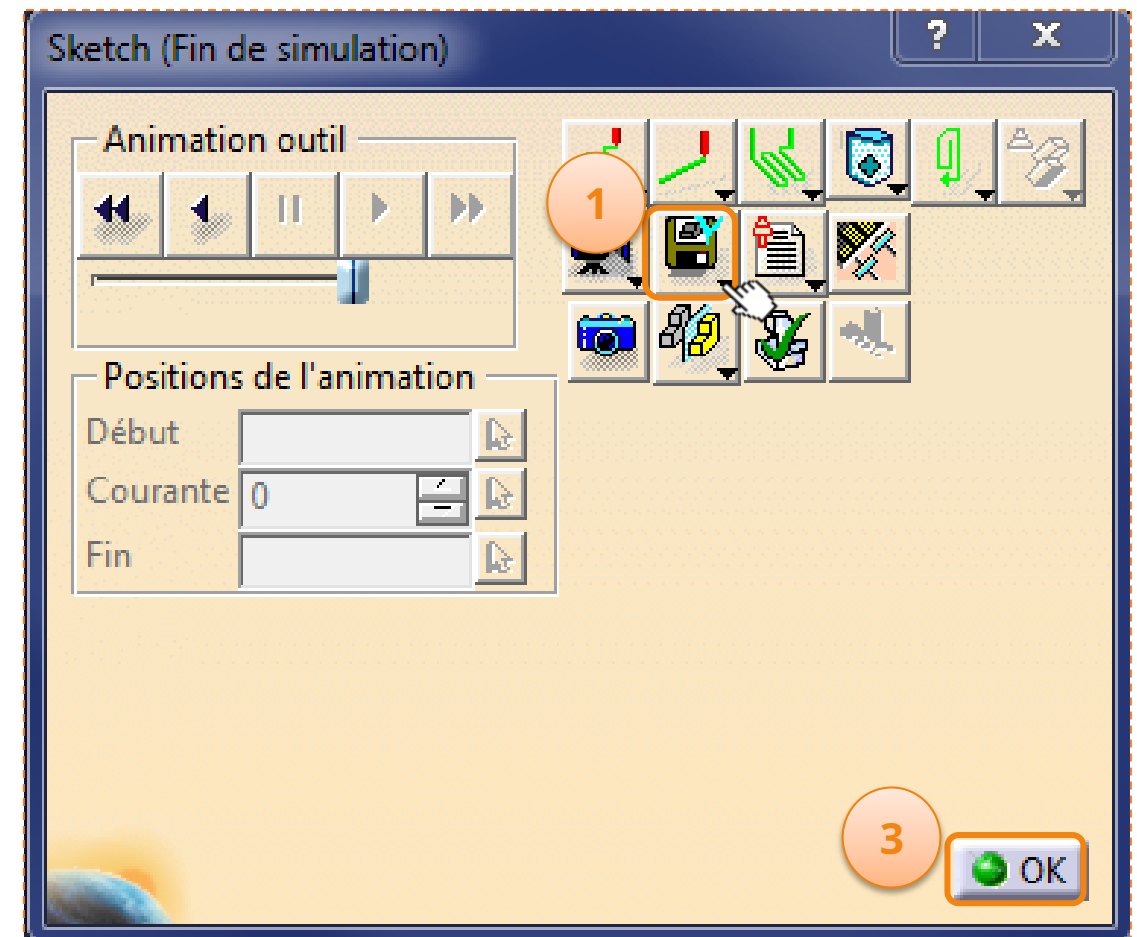 Sketch (Fin de simulation)
?
X
Animation outil
1
Positions de l'animation
Début
Courante 0
Fin
3
OK